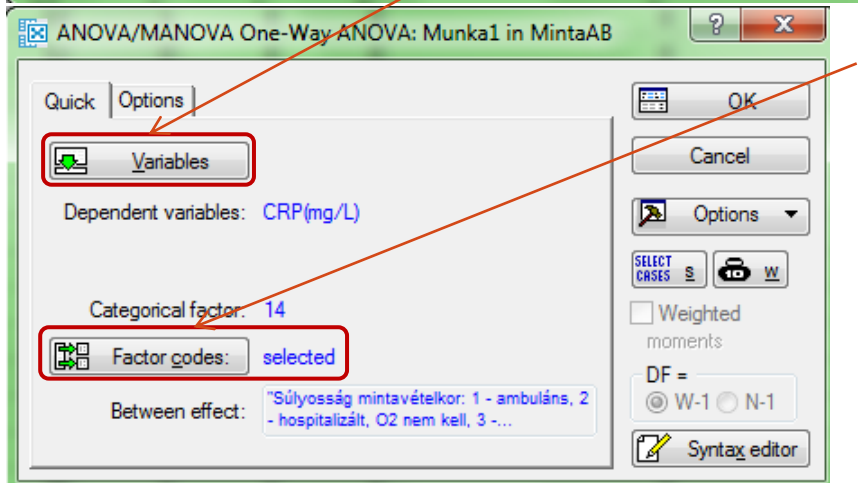 ANOVA/MANOVA One-Way ANOVA: Munka1 in MintaAB
? X
Quick Options
Variables
Dependent variables: CRP(mg/L)
Categorical factor: 14
Factor codes: selected
Between effect: "Súlyosság mintavételkor: 1 - ambuláns, 2
- hospitalizált, O2 nem kell, 3 -...
OK
Cancel
Options
SELECT
CASES S
10 W
Weighted
moments
DF =
W-1 N-1
Syntax editor